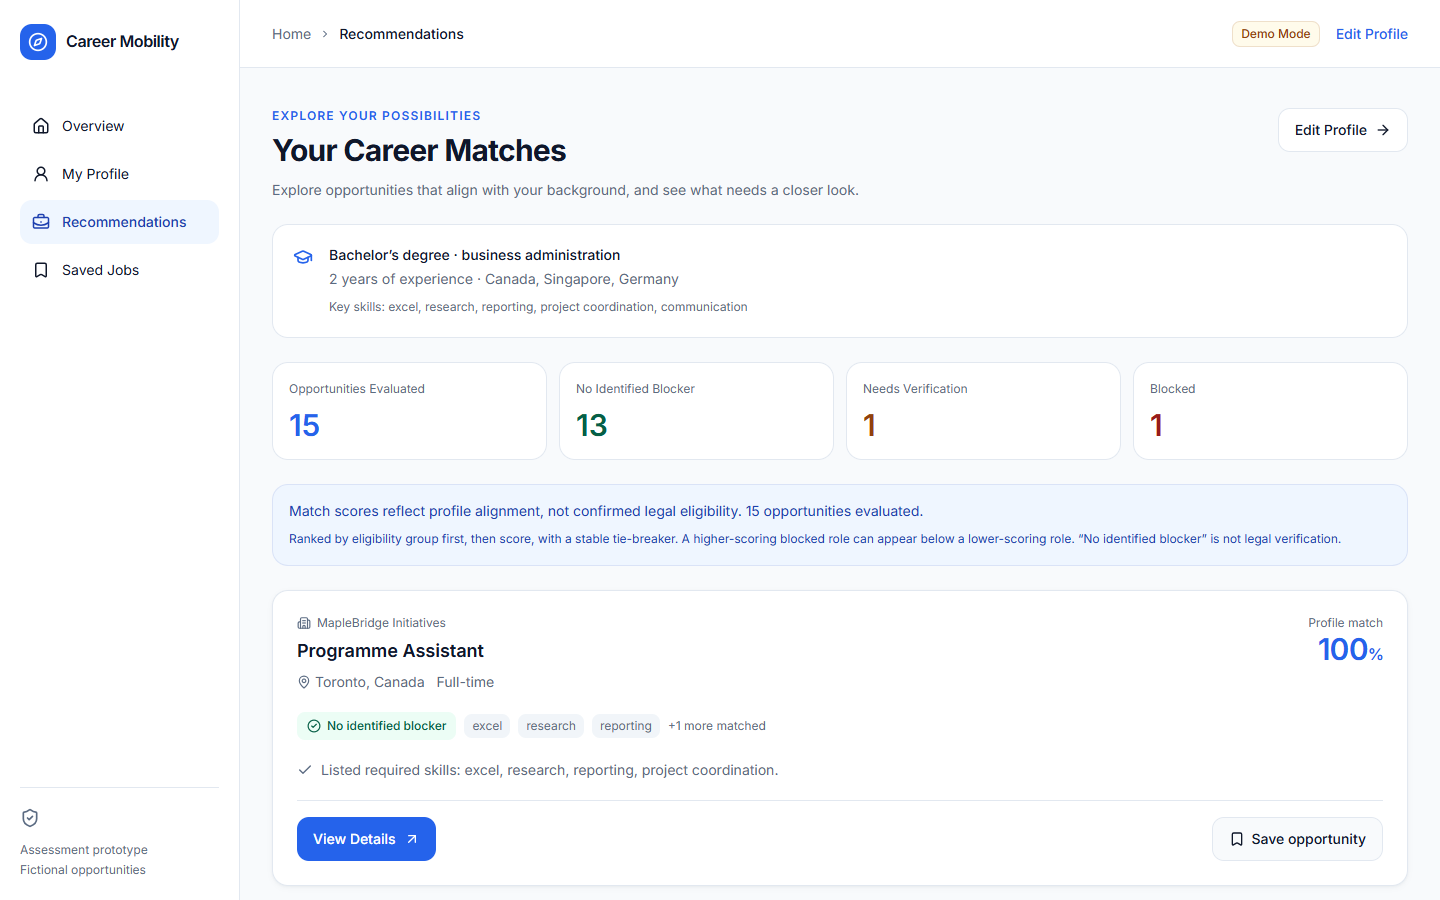 Career Mobility
Overview
My Profile
Recommendations
Saved Jobs
Assessment prototype
Fictional opportunities
Home > Recommendations
Demo Mode
Edit Profile
EXPLORE YOUR POSSIBILITIES
Your Career Matches
Explore opportunities that align with your background, and see what needs a closer look.
Edit Profile →
Bachelor’s degree · business administration
2 years of experience · Canada, Singapore, Germany
Key skills: excel, research, reporting, project coordination, communication
Opportunities Evaluated
15
No Identified Blocker
13
Needs Verification
1
Blocked
1
Match scores reflect profile alignment, not confirmed legal eligibility. 15 opportunities evaluated.
Ranked by eligibility group first, then score, with a stable tie-breaker. A higher-scoring blocked role can appear below a lower-scoring role. “No identified blocker” is not legal verification.
MapleBridge Initiatives
Programme Assistant
Toronto, Canada Full-time
Profile match
100%
No identified blocker excel research reporting +1 more matched
Listed required skills: excel, research, reporting, project coordination.
View Details
Save opportunity